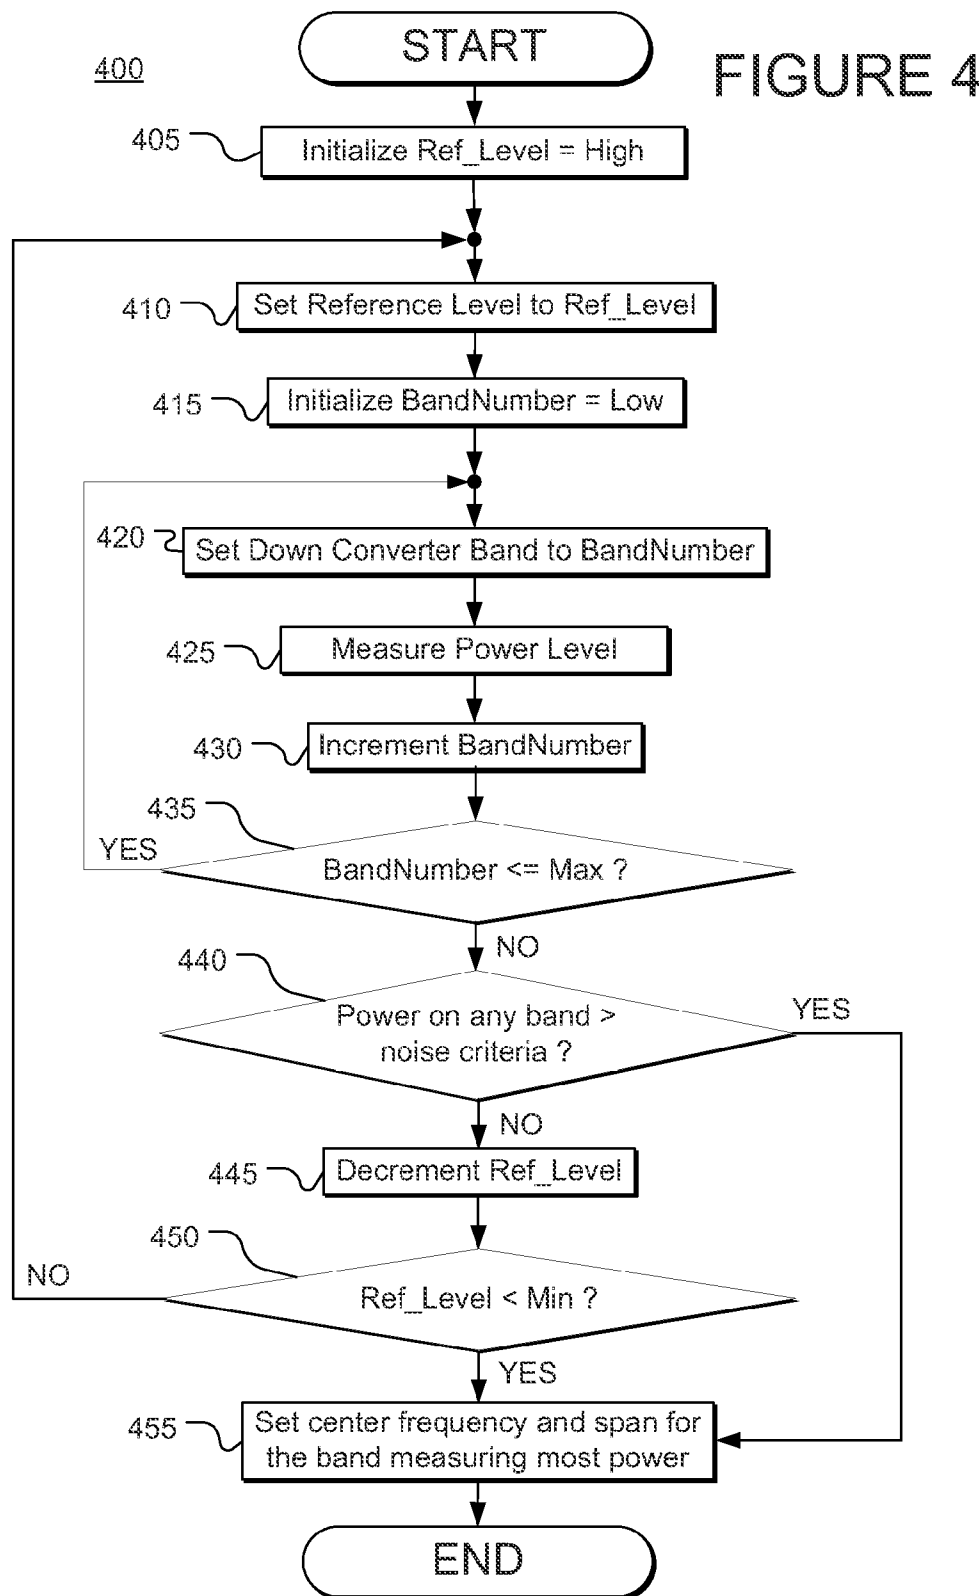 START
400
FIGURE 4
405
Initialize Ref_Level = High
410
Set Reference Level to Ref_Level
415
Initialize BandNumber = Low
420
Set Down Converter Band to BandNumber
425
Measure Power Level
430
Increment BandNumber
435
YES
BandNumber <= Max ?
NO
440
Power on any band >
noise criteria ?
YES
NO
445
Decrement Ref_Level
450
NO
Ref_Level < Min ?
YES
455
Set center frequency and span for
the band measuring most power
END